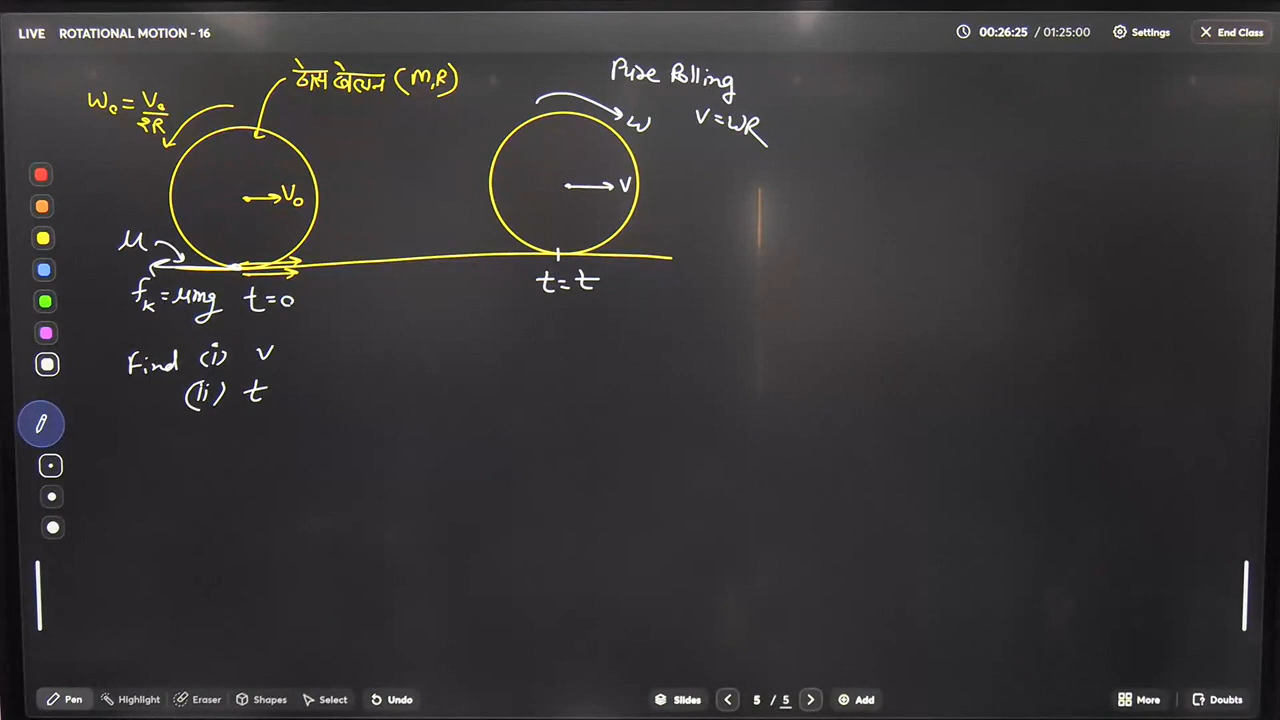 LIVE ROTATIONAL MOTION - 16
00:26:25 / 01:25:00 Settings End Class
ठोस बेलन (M,R)
ω₀ = V₀/2R
V₀
μ
fₖ = μmg t=0
Pure Rolling
ω V=ωR
V
t=t
Find (i) v
(ii) t
Pen Highlight Eraser Shapes Select Undo Slides 5 / 5 Add More Doubts